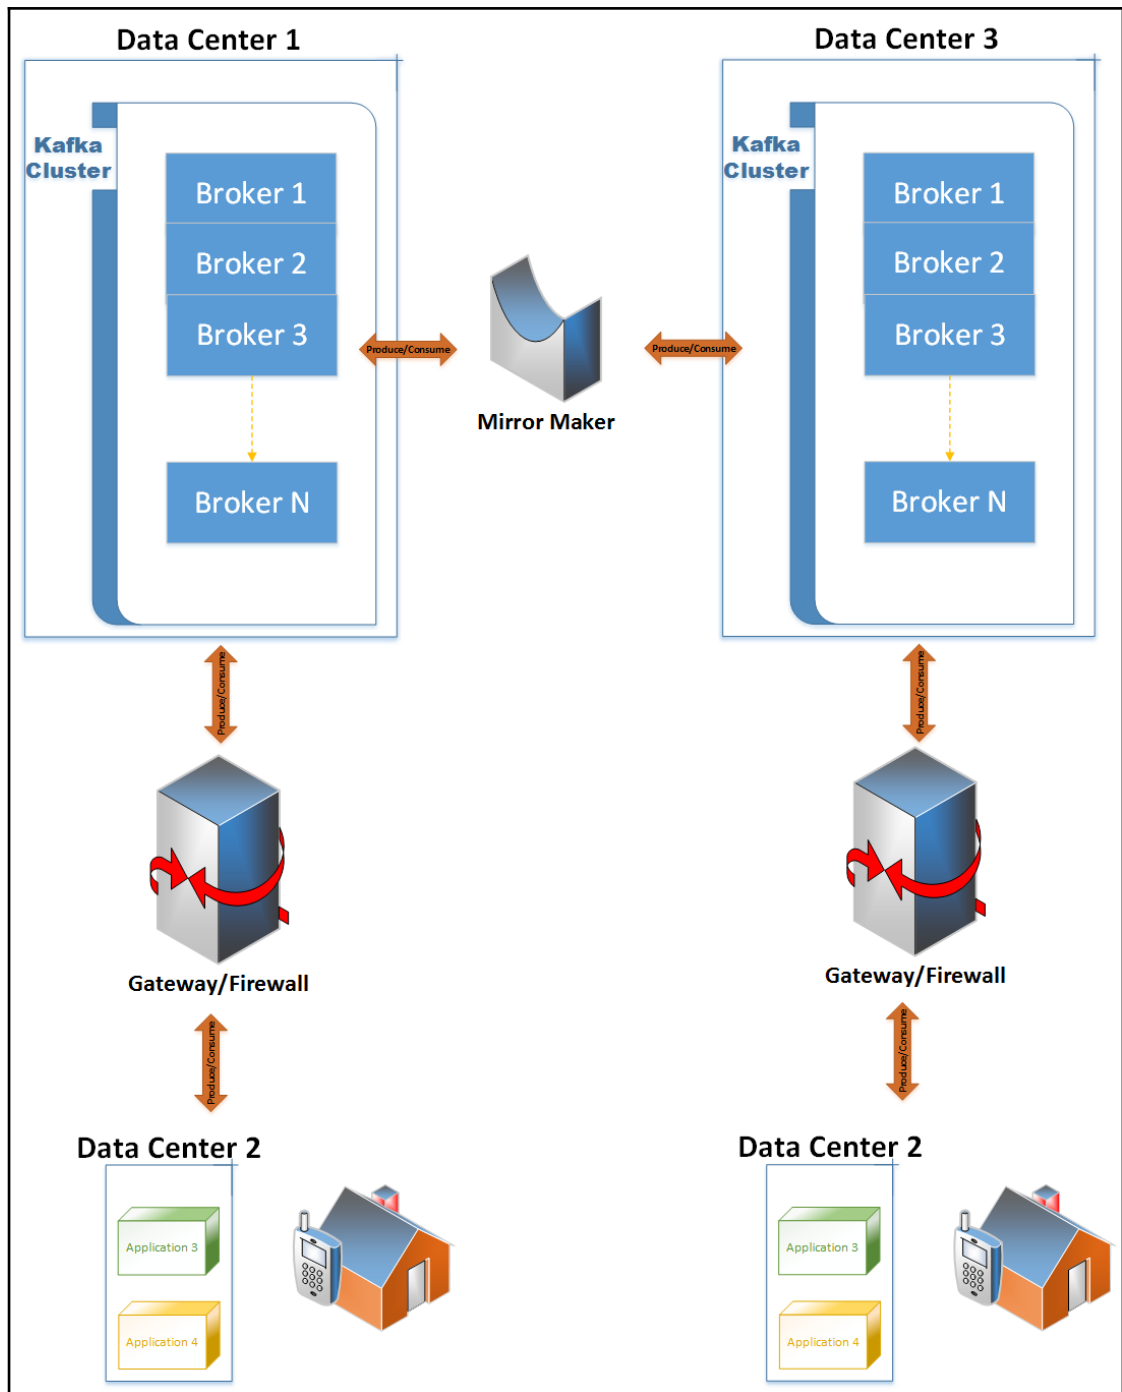 Data Center 1
Data Center 3
Kafka
Cluster
Broker 1
Broker 2
Broker 3
Broker N
Kafka
Cluster
Broker 1
Broker 2
Broker 3
Broker N
Produce/Consume
Mirror Maker
Produce/Consume
Produce/Consume
Produce/Consume
Gateway/Firewall
Gateway/Firewall
Produce/Consume
Produce/Consume
Data Center 2
Data Center 2
Application 3
Application 4
Application 3
Application 4